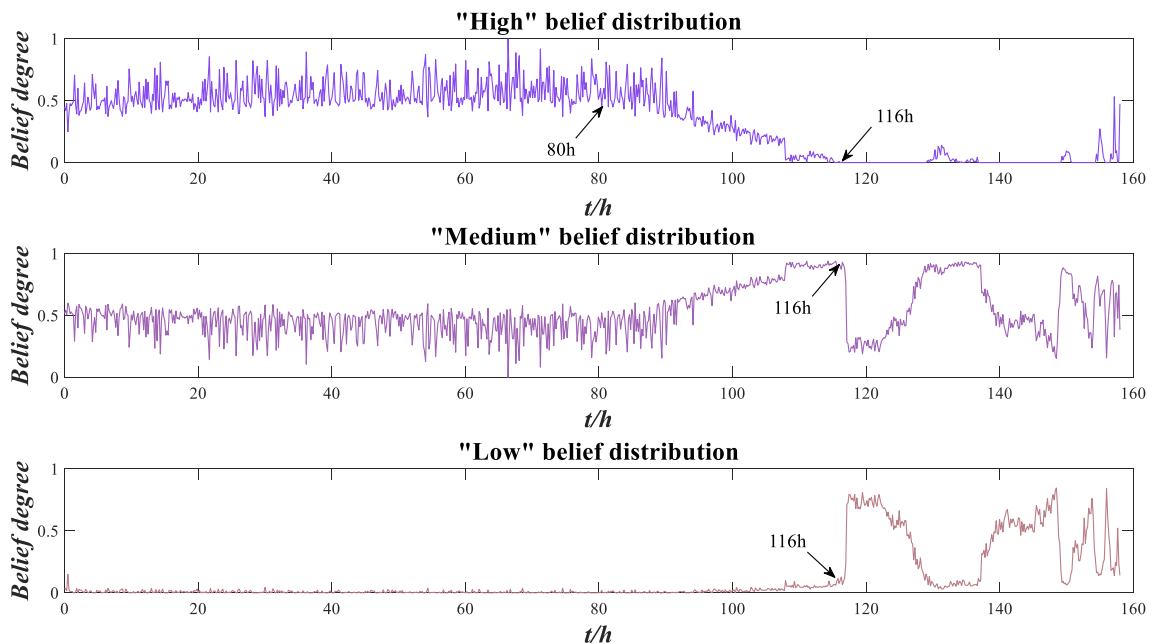 "High" belief distribution
Belief degree
1
0.5
0
80h
116h
0 20 40 60 80 100 120 140 160
t/h
"Medium" belief distribution
Belief degree
1
0.5
0
116h
0 20 40 60 80 100 120 140 160
t/h
"Low" belief distribution
Belief degree
1
0.5
0
116h
0 20 40 60 80 100 120 140 160
t/h